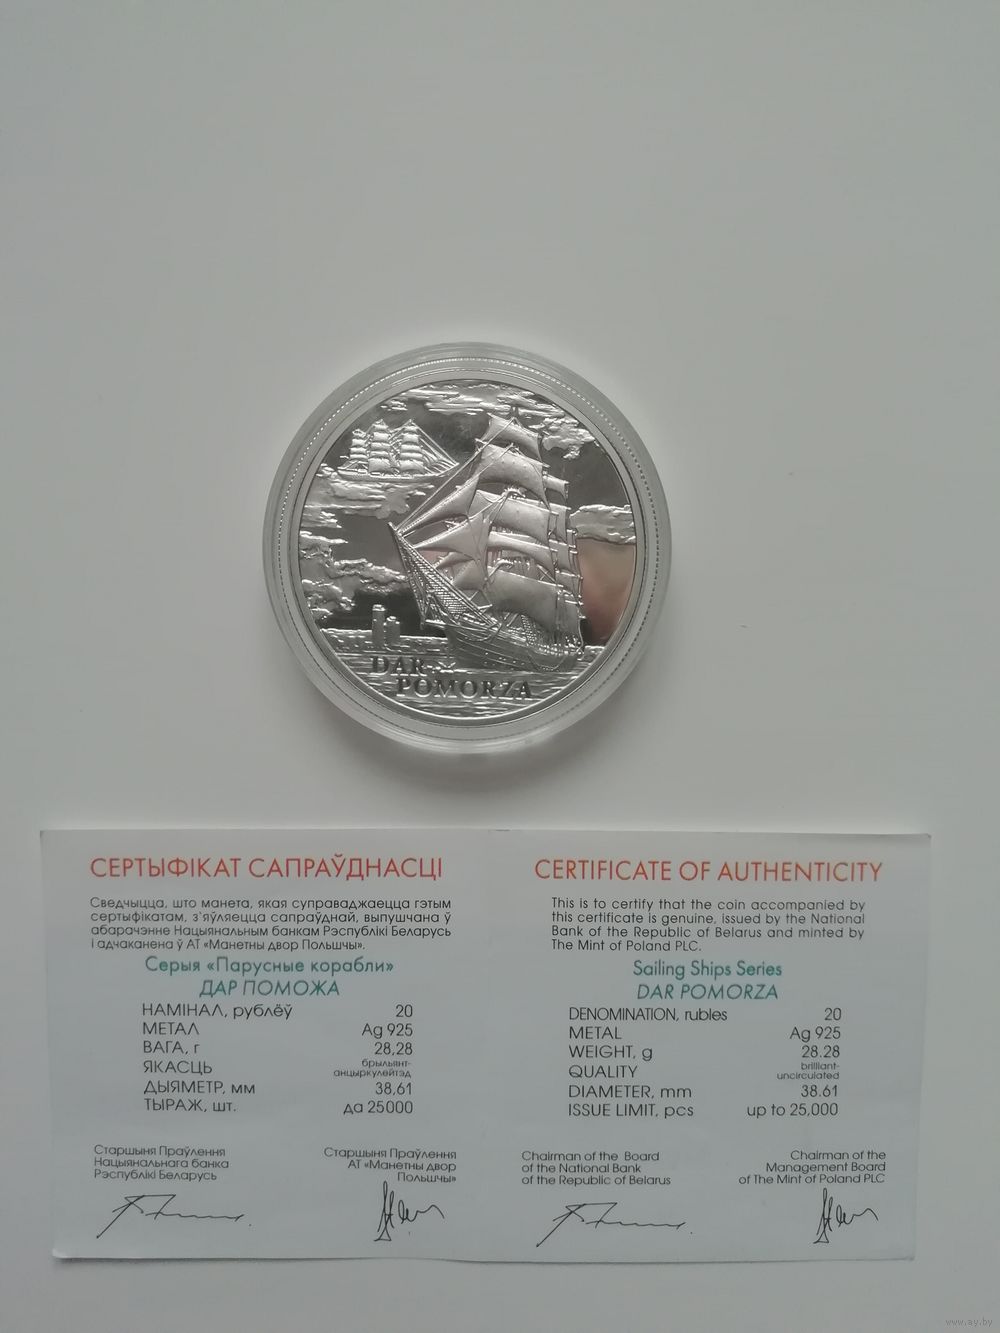 DAR
POMORZA
СЕРТЫФІКАТ САПРАЎДНАСЦІ
Сведчыцца, што манета, якая суправаджаецца гэтым
сертыфікатам, з'яўляецца сапраўднай, выпушчана ў
абарачэнне Нацыянальным банкам Рэспублікі Беларусь
і адчаканена ў АТ «Манетны двор Польшчы».
Серыя «Парусные корабли»
ДАР ПОМОЖА
НАМІНАЛ, рублёў 20
МЕТАЛ Ag 925
ВАГА, г 28,28
ЯКАСЦЬ брыльянт-
анцыркулейтэд
ДЫЯМЕТР, мм 38,61
ТЫРАЖ, шт. да 25000
Старшыня Праўлення
Нацыянальнага банка
Рэспублікі Беларусь
Старшыня Праўлення
АТ «Манетны двор
Польшчы»
CERTIFICATE OF AUTHENTICITY
This is to certify that the coin accompanied by
this certificate is genuine, issued by the National
Bank of the Republic of Belarus and minted by
The Mint of Poland PLC.
Sailing Ships Series
DAR POMORZA
DENOMINATION, rubles 20
METAL Ag 925
WEIGHT, g 28.28
QUALITY brilliant-
uncirculated
DIAMETER, mm 38.61
ISSUE LIMIT, pcs up to 25,000
Chairman of the Board
of the National Bank
of the Republic of Belarus
Chairman of the
Management Board
of The Mint of Poland PLC
www.ay.by